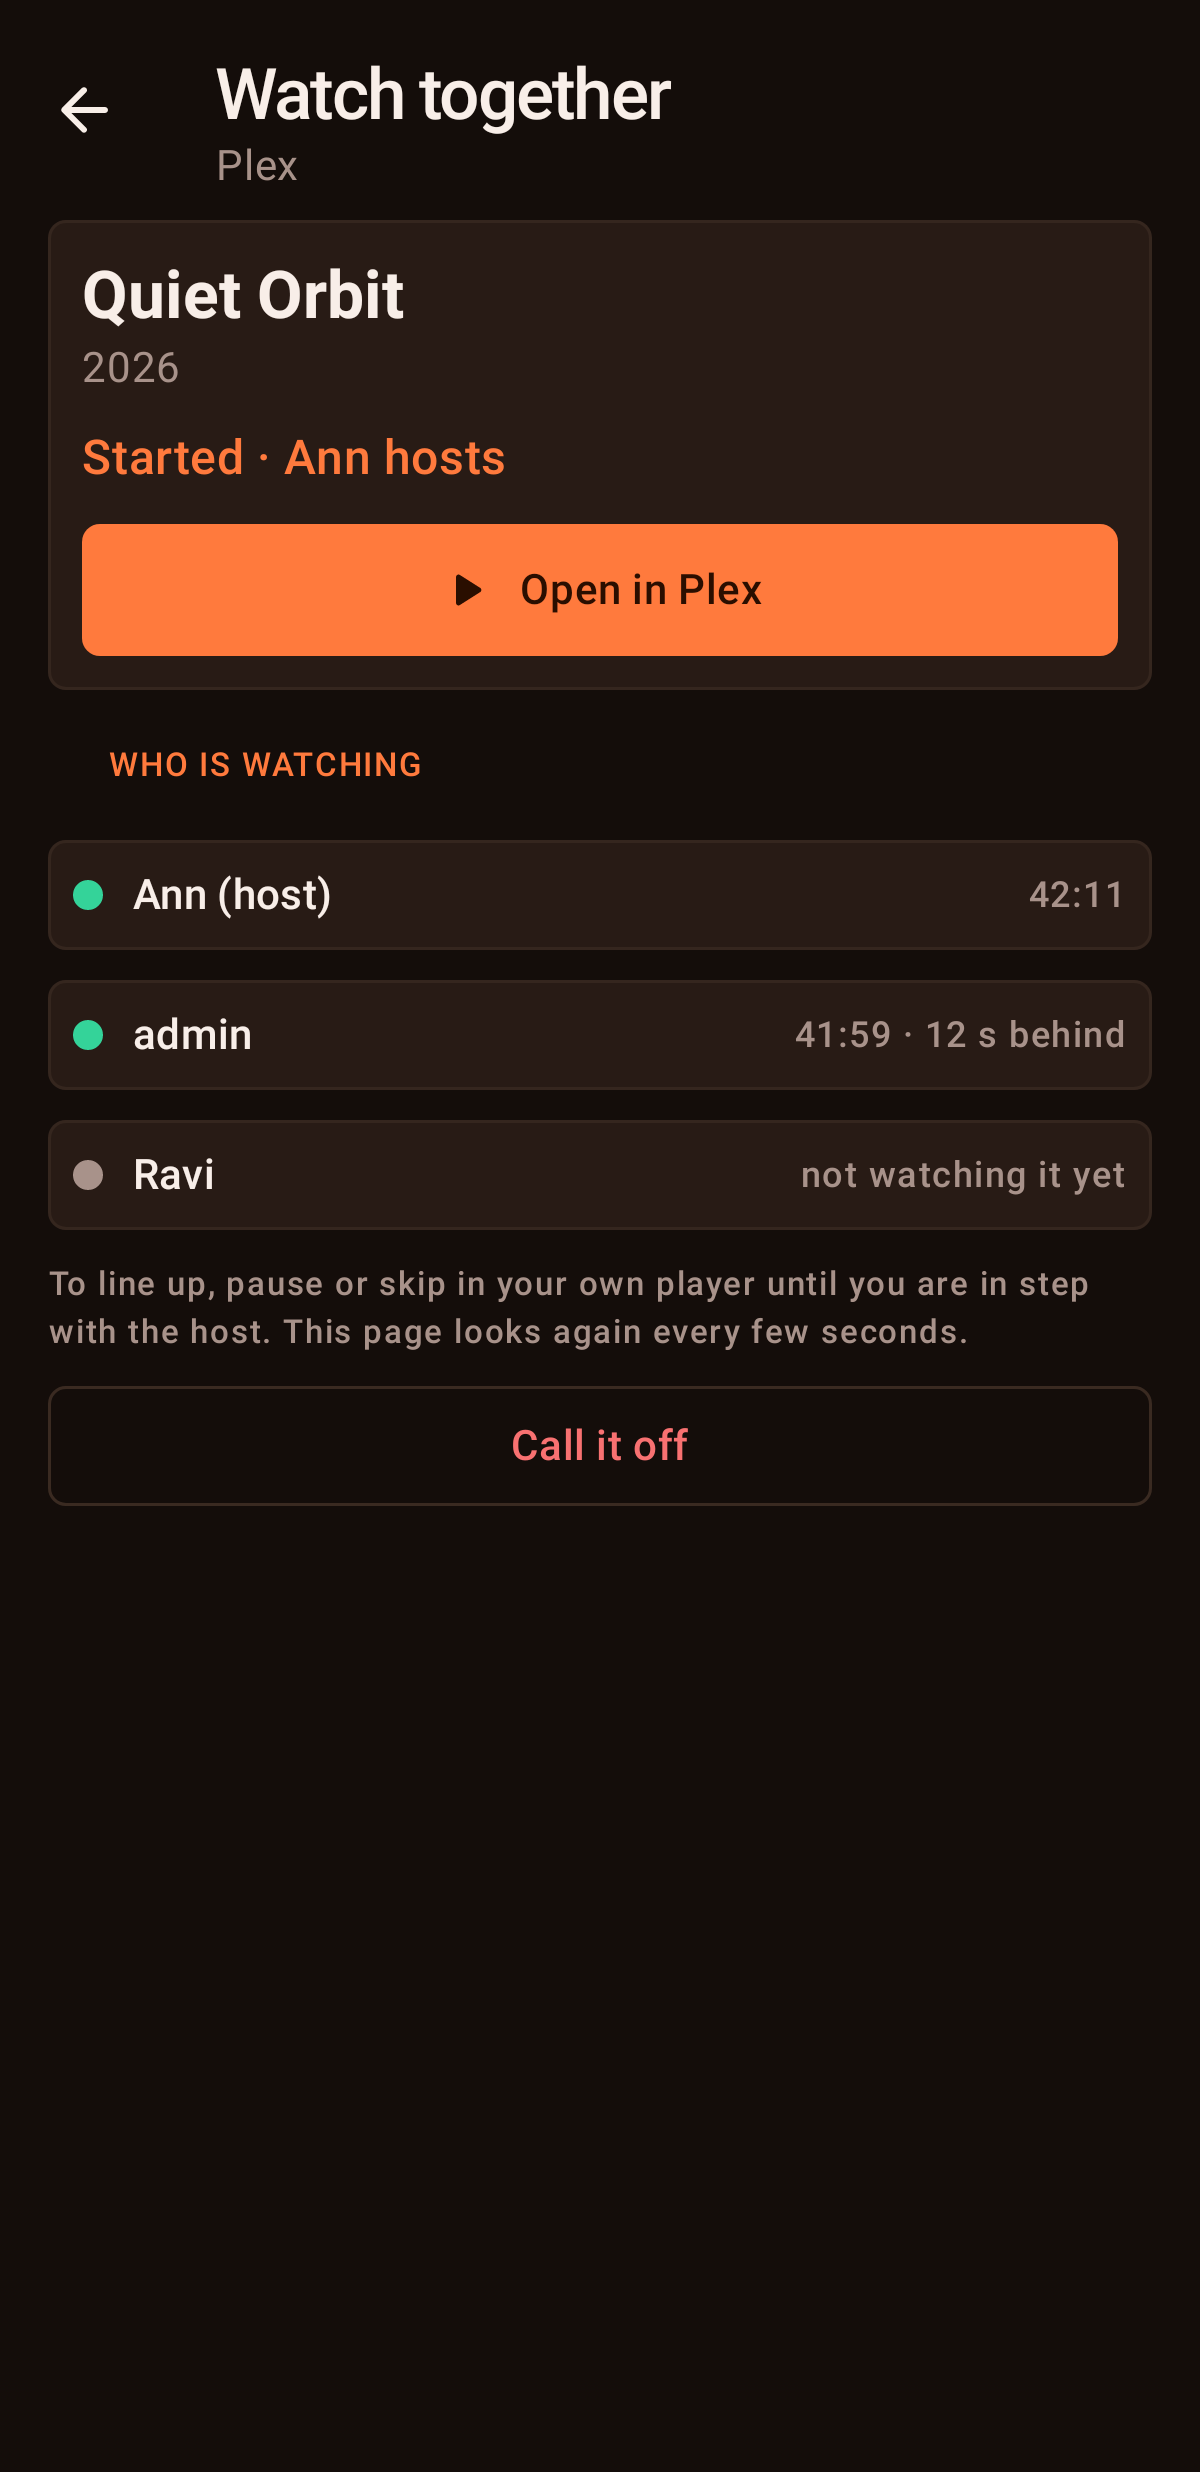 Watch together
Plex
Quiet Orbit
2026
Started · Ann hosts
Open in Plex
WHO IS WATCHING
Ann (host) 42:11
admin 41:59 · 12 s behind
Ravi not watching it yet
To line up, pause or skip in your own player until you are in step
with the host. This page looks again every few seconds.
Call it off